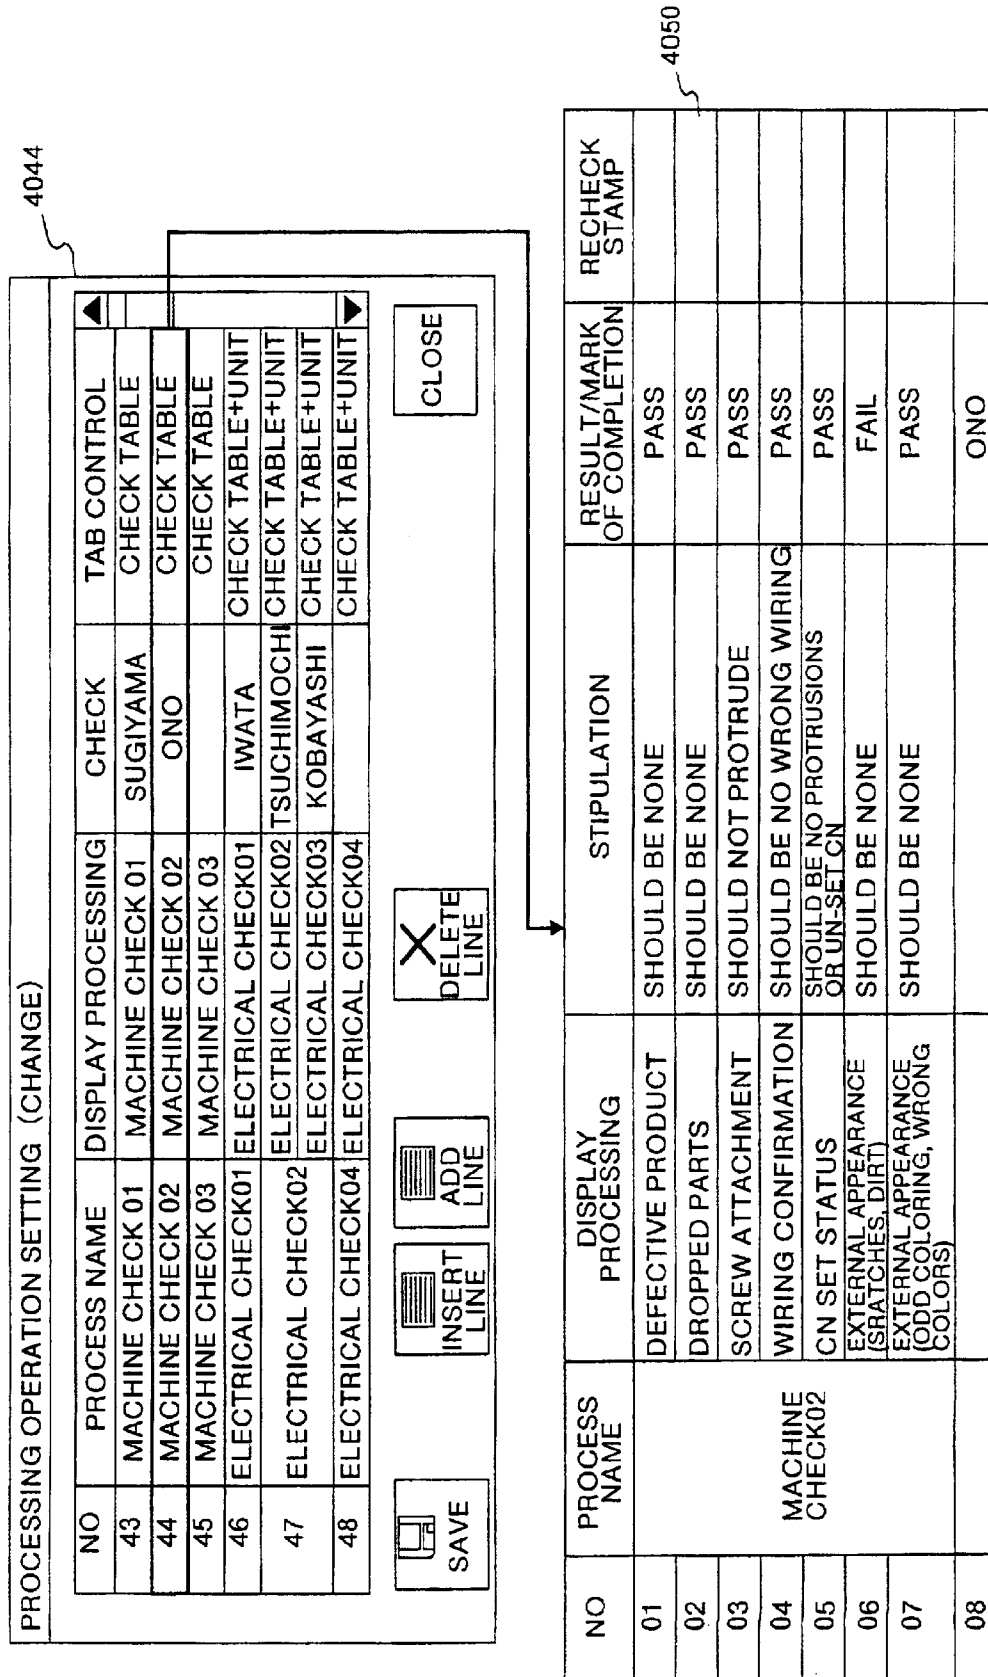 4044
PROCESSING OPERATION SETTING (CHANGE)
NO PROCESS NAME DISPLAY PROCESSING CHECK TAB CONTROL
43 MACHINE CHECK 01 MACHINE CHECK 01 SUGIYAMA CHECK TABLE
44 MACHINE CHECK 02 MACHINE CHECK 02 ONO CHECK TABLE
45 MACHINE CHECK 03 MACHINE CHECK 03 CHECK TABLE
46 ELECTRICAL CHECK01 ELECTRICAL CHECK01 IWATA CHECK TABLE+UNIT
47 ELECTRICAL CHECK02 ELECTRICAL CHECK02 TSUCHIMOCHI CHECK TABLE+UNIT
ELECTRICAL CHECK03 KOBAYASHI CHECK TABLE+UNIT
48 ELECTRICAL CHECK04 ELECTRICAL CHECK04 CHECK TABLE+UNIT
SAVE
INSERT
LINE
ADD
LINE
DELETE
LINE
CLOSE
4050
NO
PROCESS
NAME
DISPLAY
PROCESSING
STIPULATION
RESULT/MARK
OF COMPLETION
RECHECK
STAMP
MACHINE
CHECK02
01 DEFECTIVE PRODUCT SHOULD BE NONE PASS
02 DROPPED PARTS SHOULD BE NONE PASS
03 SCREW ATTACHMENT SHOULD NOT PROTRUDE PASS
04 WIRING CONFIRMATION SHOULD BE NO WRONG WIRING PASS
05 CN SET STATUS SHOULD BE NO PROTRUSIONS
OR UN-SET CN PASS
06 EXTERNAL APPEARANCE
(SRATCHES, DIRT) SHOULD BE NONE FAIL
07 EXTERNAL APPEARANCE
(ODD COLORING, WRONG
COLORS) SHOULD BE NONE PASS
08 ONO